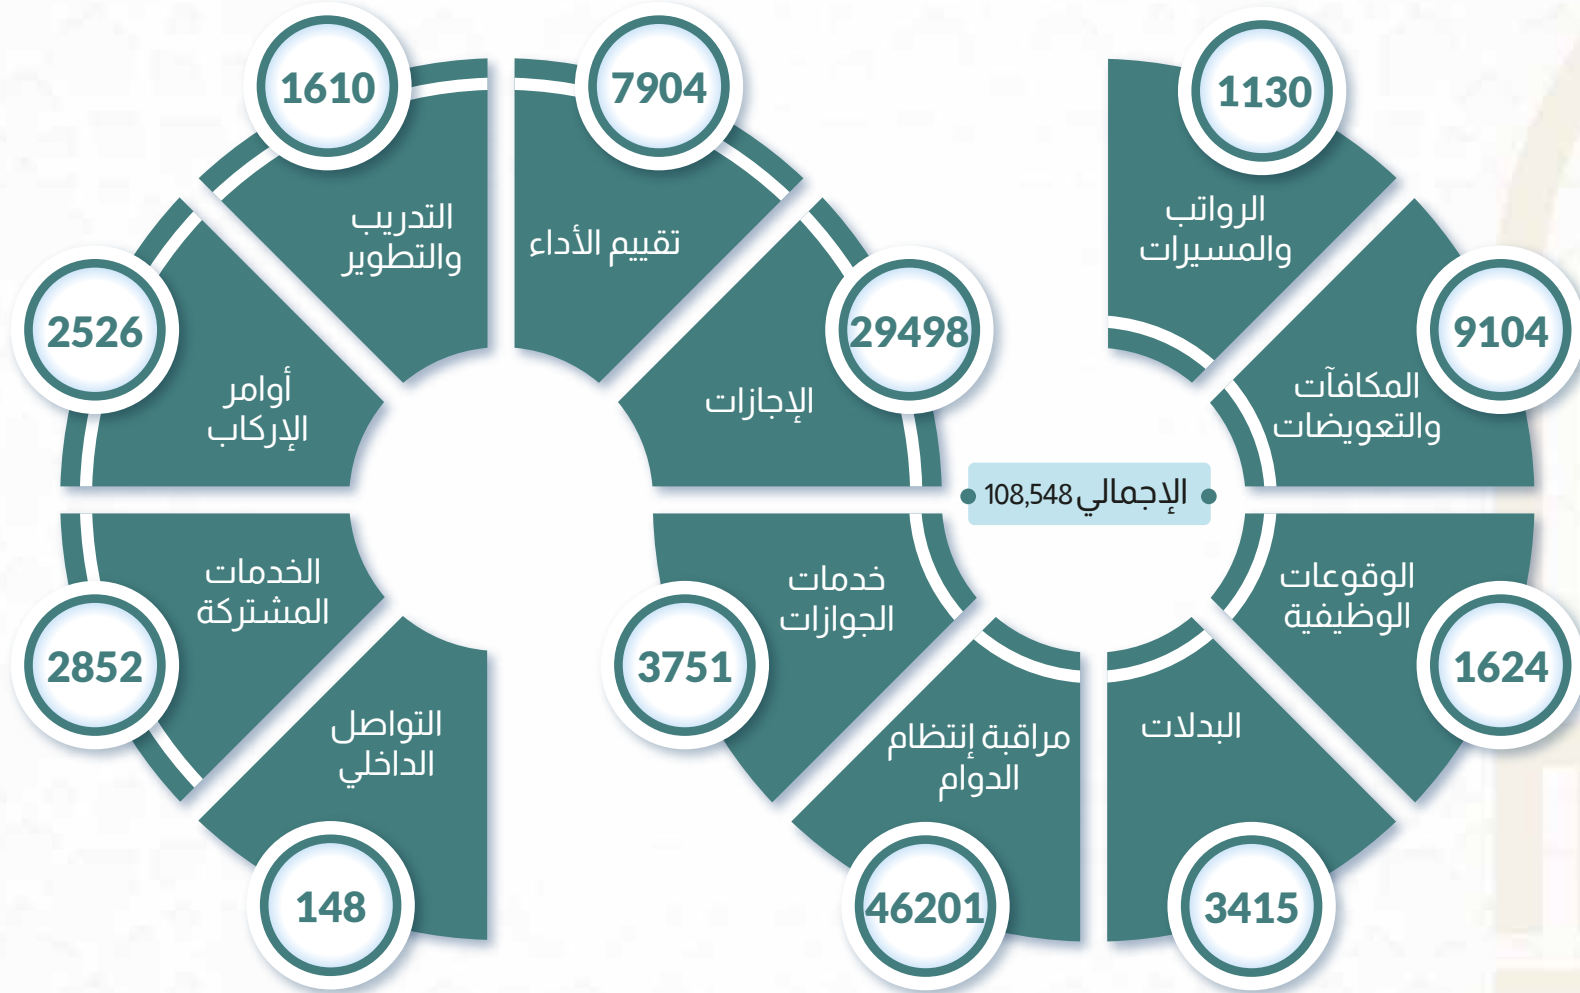 1130
الرواتب
والمسيرات
9104
المكافآت
والتعويضات
الوقوعات
الوظيفية
1624
البدلات
3415
مراقبة إنتظام
الدوام
46201
خدمات
الجوازات
3751
الإجمالي 108,548
29498
الإجازات
7904
تقييم الأداء
1610
التدريب
والتطوير
2526
أوامر
الإركاب
الخدمات
المشتركة
2852
التواصل
الداخلي
148